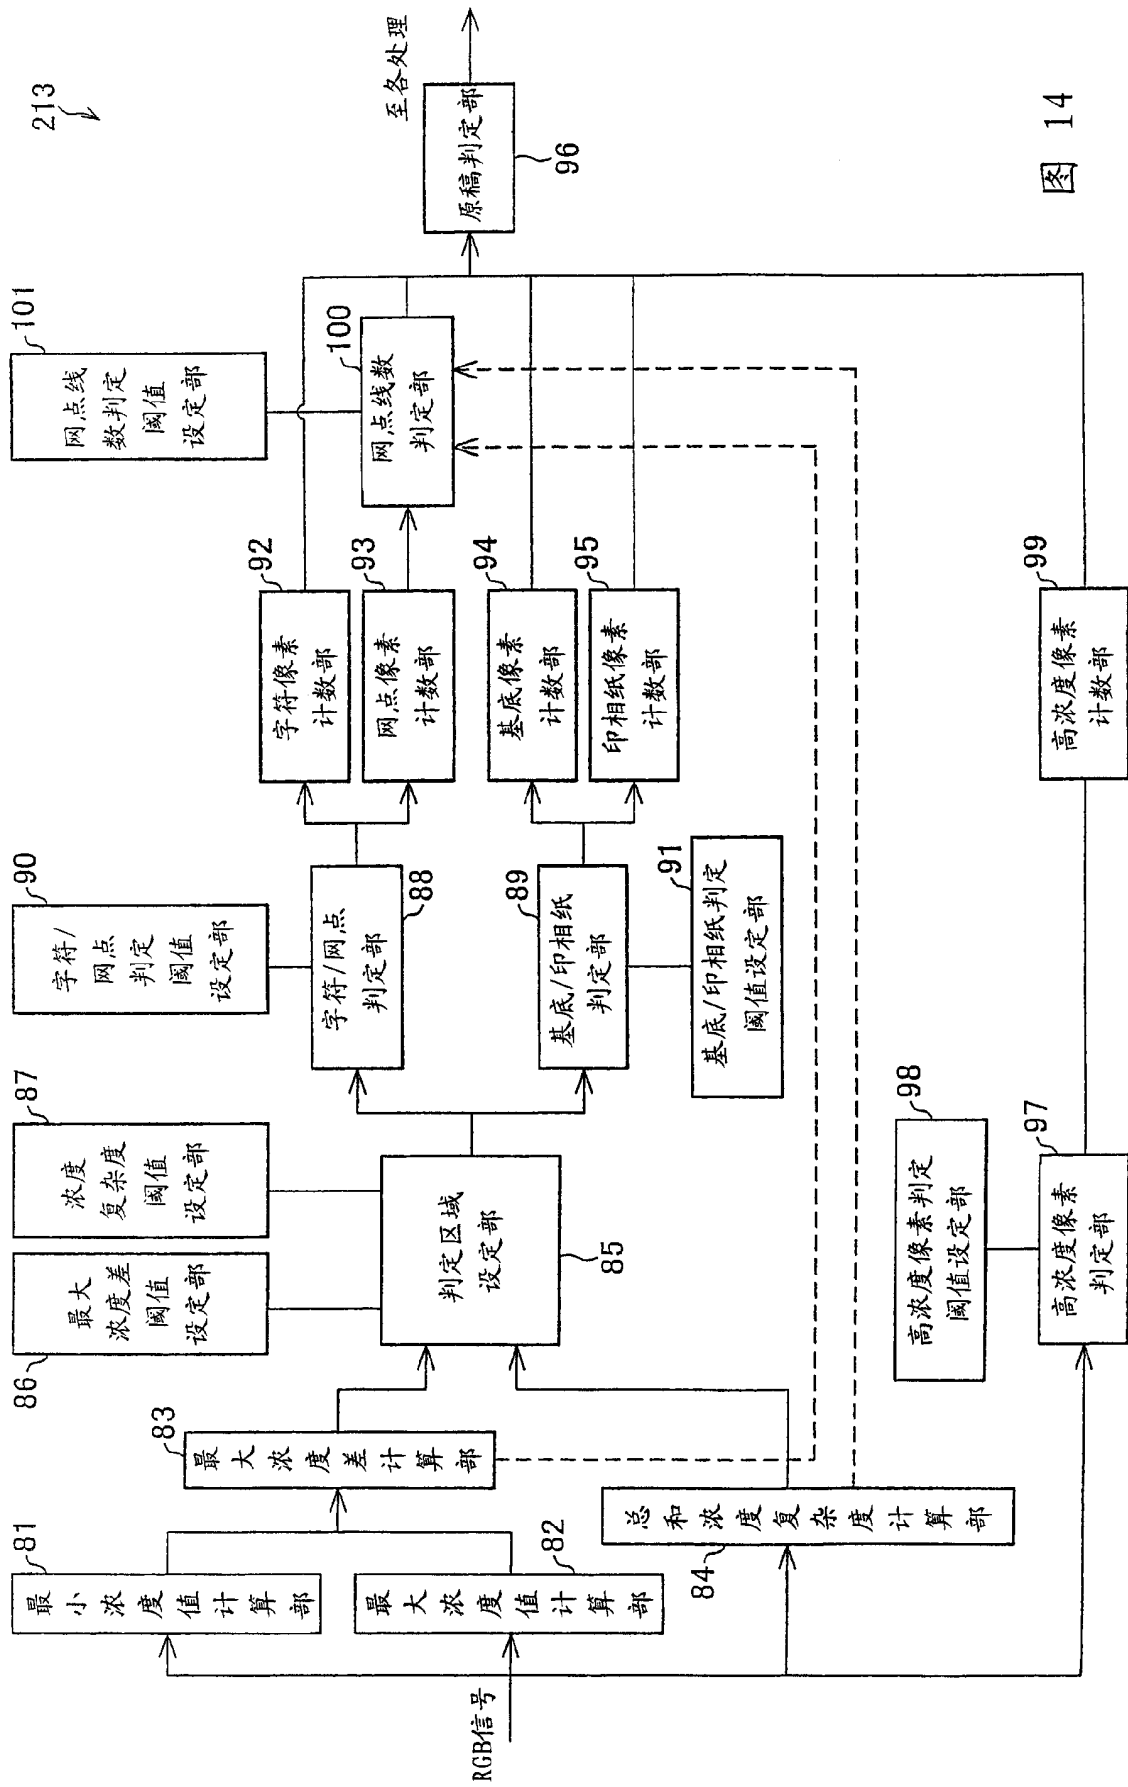 213
RGB信号
最小浓度值计算部
81
最大浓度值计算部
82
最大浓度差计算部
83
总和浓度复杂度计算部
84
最大
浓度差
阈值
设定部
86
浓度
复杂度
阈值
设定部
87
判定区域
设定部
85
字符/
网点
判定
阈值
设定部
90
字符/网点
判定部
88
基底/印相纸
判定部
89
基底/印相纸判定
阈值设定部
91
字符像素
计数部
92
网点像素
计数部
93
基底像素
计数部
94
印相纸像素
计数部
95
网点线
数判定
阈值
设定部
101
网点线数
判定部
100
原稿判定部
96
至各处理
高浓度像素判定
阈值设定部
98
高浓度像素
判定部
97
高浓度像素
计数部
99
图 14